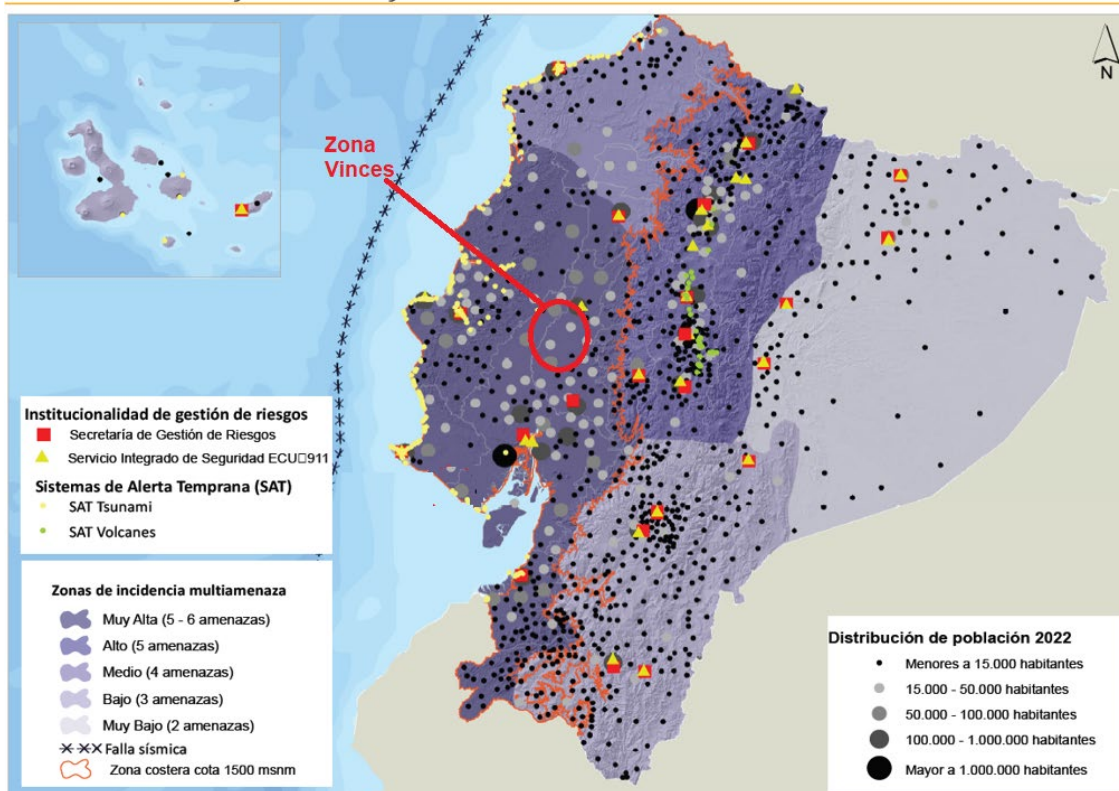 N
Zona
Vinces
Institucionalidad de gestión de riesgos
Secretaría de Gestión de Riesgos
Servicio Integrado de Seguridad ECU□911
Sistemas de Alerta Temprana (SAT)
SAT Tsunami
SAT Volcanes
Zonas de incidencia multiamenaza
Muy Alta (5 - 6 amenazas)
Alto (5 amenazas)
Medio (4 amenazas)
Bajo (3 amenazas)
Muy Bajo (2 amenazas)
Falla sísmica
Zona costera cota 1500 msnm
Distribución de población 2022
Menores a 15.000 habitantes
15.000 - 50.000 habitantes
50.000 - 100.000 habitantes
100.000 - 1.000.000 habitantes
Mayor a 1.000.000 habitantes